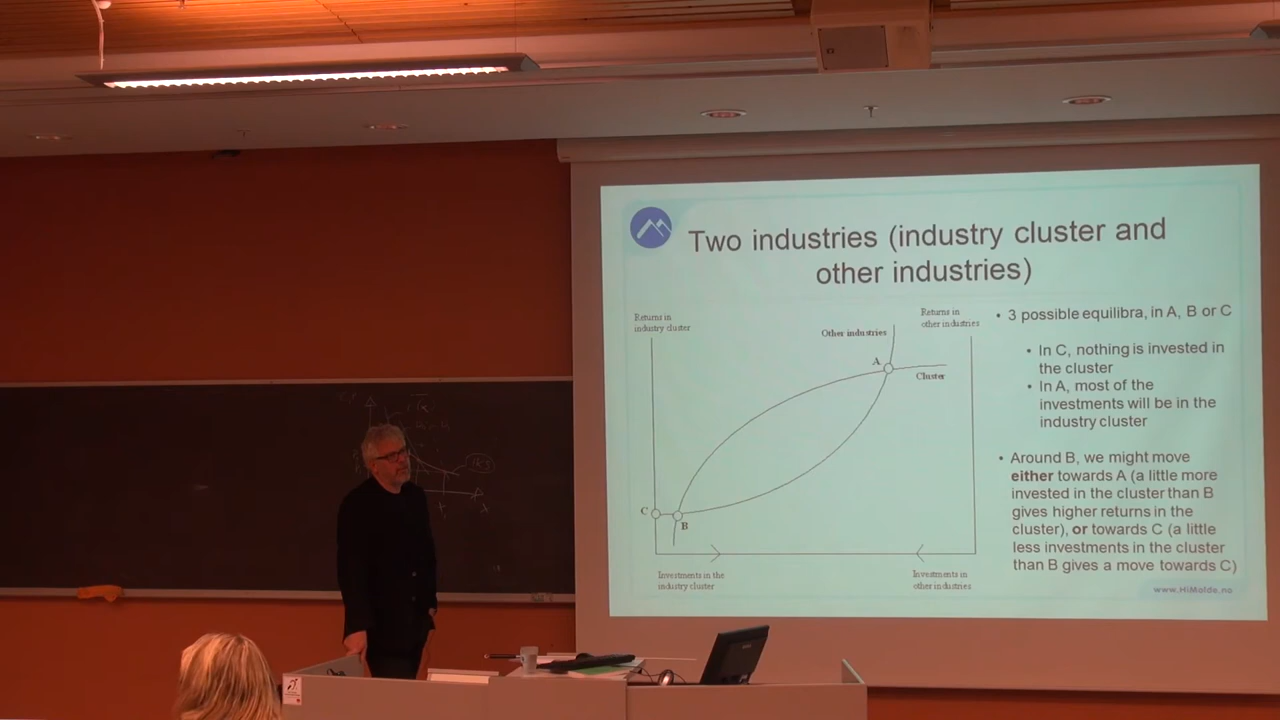 Two industries (industry cluster and
other industries)
Returns in
industry cluster
Other industries
Returns in
other industries
A
Cluster
C
B
Investments in the
industry cluster
Investments in
other industries
• 3 possible equilibra, in A, B or C
• In C, nothing is invested in
the cluster
• In A, most of the
investments will be in the
industry cluster
• Around B, we might move
either towards A (a little more
invested in the cluster than B
gives higher returns in the
cluster), or towards C (a little
less investments in the cluster
than B gives a move towards C)
www.HiMolde.no